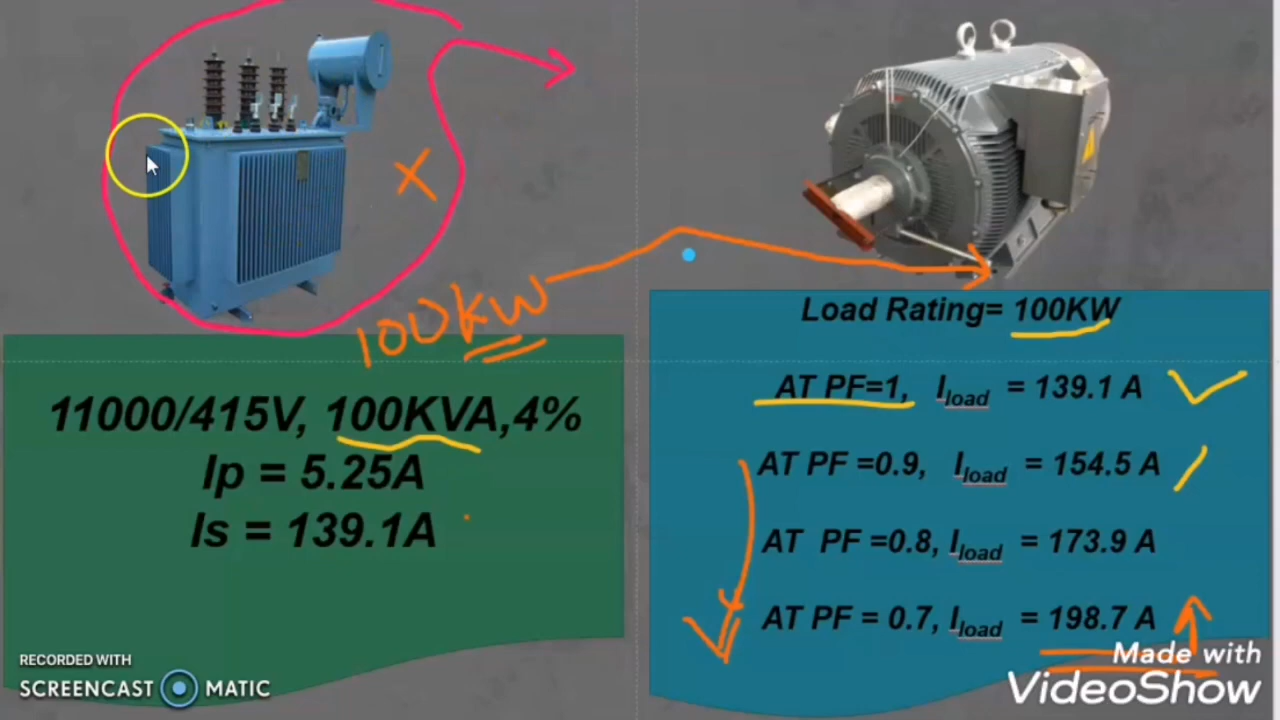 100KW
11000/415V, 100KVA,4%
Ip = 5.25A
Is = 139.1A
Load Rating= 100KW
AT PF=1, Iload = 139.1 A
AT PF =0.9, Iload = 154.5 A
AT PF =0.8, Iload = 173.9 A
AT PF = 0.7, Iload = 198.7 A
RECORDED WITH
SCREENCAST MATIC
Made with
VideoShow